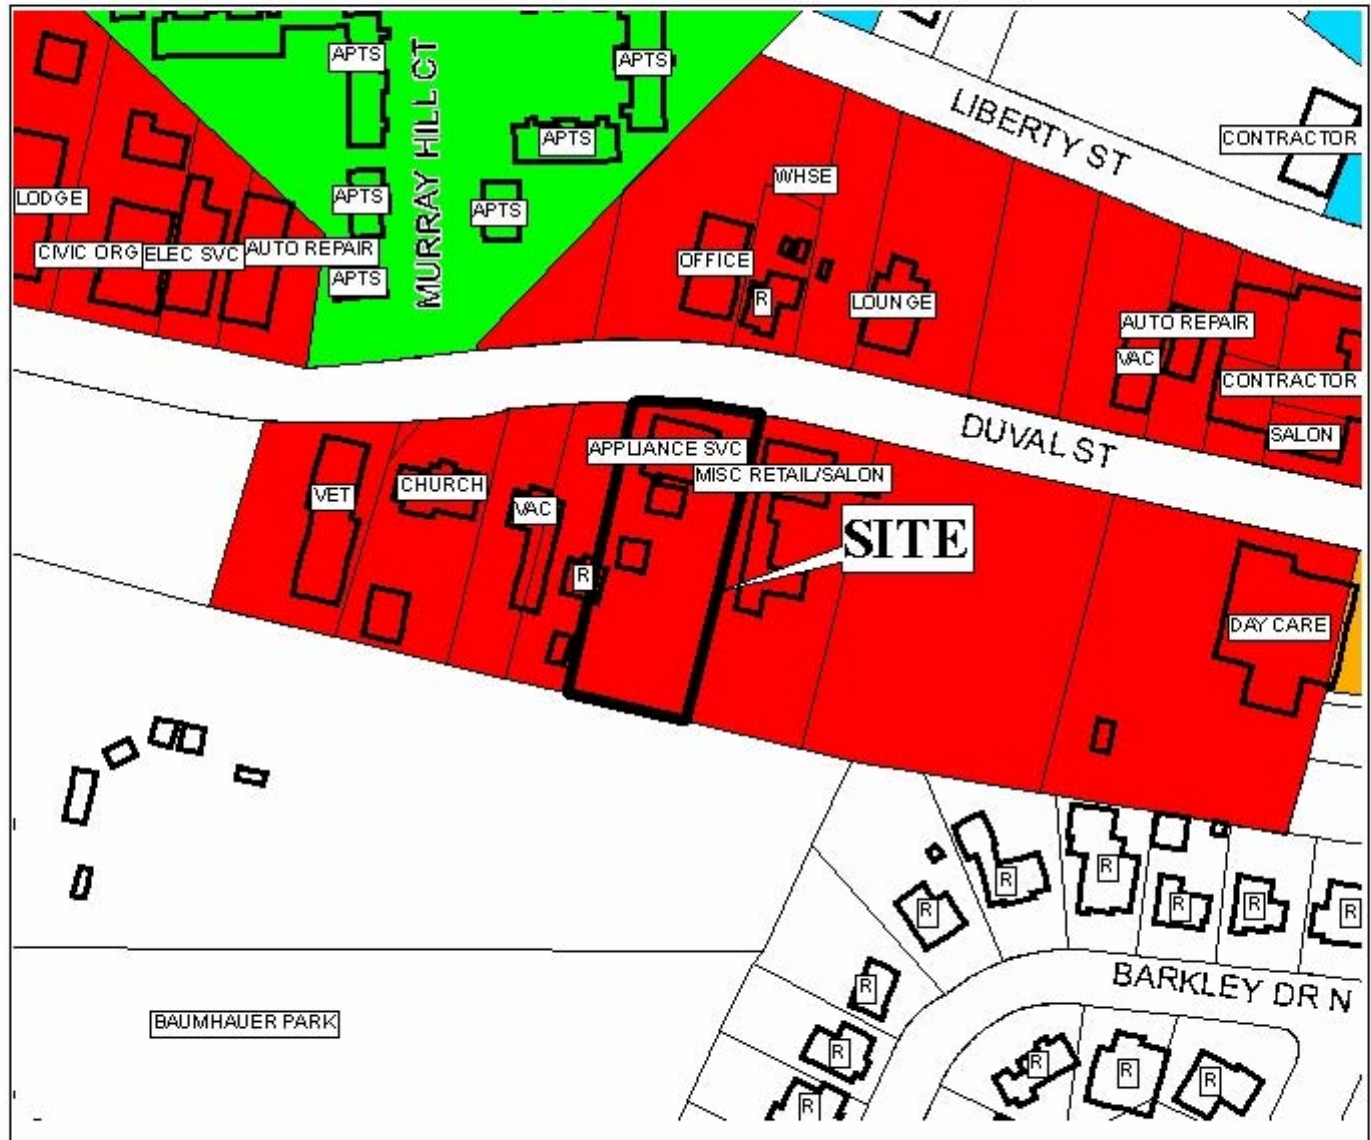 APTS
APTS
MURRAY HILL CT
LIBERTY ST
CONTRACTOR
APTS
WHSE
LODGE
APTS
APTS
CIVIC ORG
ELEC SVC
AUTO REPAIR
OFFICE
APTS
R
LOUNGE
AUTO REPAIR
VAC
CONTRACTOR
DUVAL ST
SALON
APPLIANCE SVC
MISC RETAIL/SALON
VET
CHURCH
VAC
SITE
R
DAY CARE
R
R
R
R
R
R
BARKLEY DR N
R
BAUMHAUER PARK
R
R
R
R
R